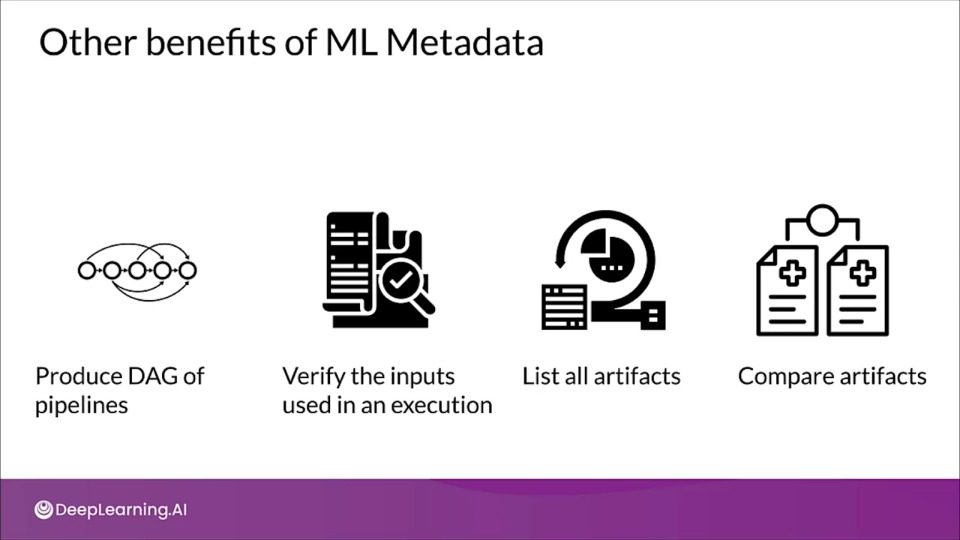 Other benefits of ML Metadata
Produce DAG of
pipelines
Verify the inputs
used in an execution
List all artifacts
Compare artifacts
DeepLearning.AI